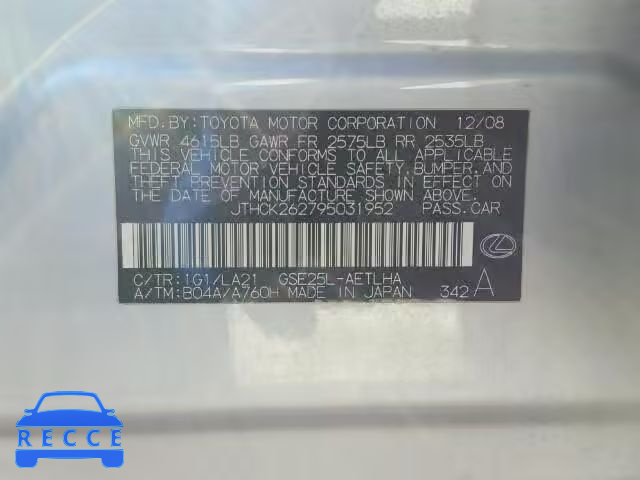 MFD. BY: TOYOTA MOTOR CORPORATION 12/08
GVWR 4615LB GAWR FR 2575LB RR 2535LB
THIS VEHICLE CONFORMS TO ALL APPLICABLE
FEDERAL MOTOR VEHICLE SAFETY, BUMPER, AND
THEFT PREVENTION STANDARDS IN EFFECT ON
THE DATE OF MANUFACTURE SHOWN ABOVE.
JTHCK262795031952 PASS. CAR
C/TR: 1G1/LA21 GSE25L-AETLHA
A/TM: B04A/A760H MADE IN JAPAN 342 A
RECCE